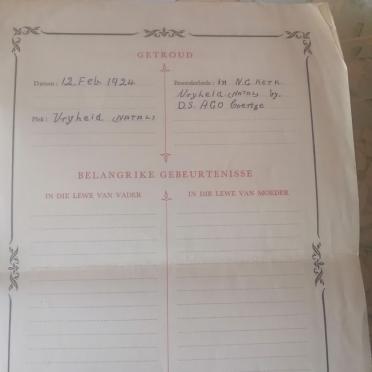 GETROUD
Datum: 12 Feb 1924
Besonderhede: In N.G KERK
Vryheid (NATAL) by.
D.S. AGO Coertze
Plek: Vryheid (NATAL)
BELANGRIKE GEBEURTENISSE
IN DIE LEWE VAN VADER
IN DIE LEWE VAN MOEDER